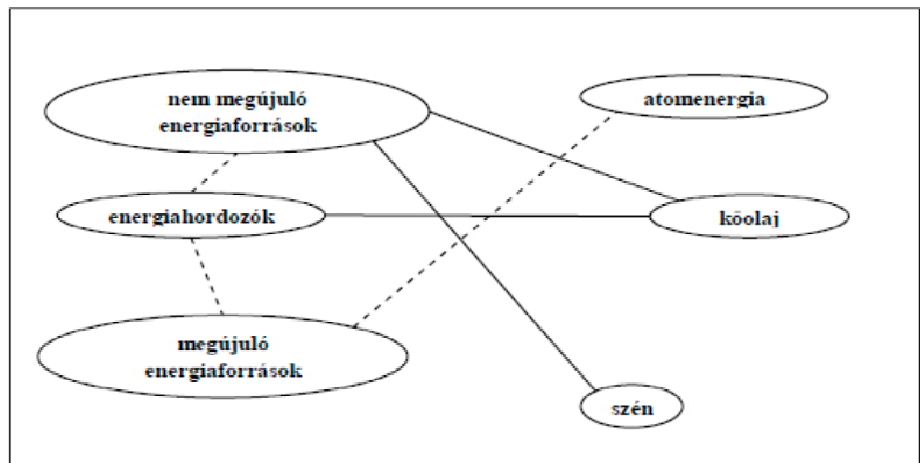 nem megújuló
energiaforrások
atomenergia
energiahordozók
kőolaj
megújuló
energiaforrások
szén